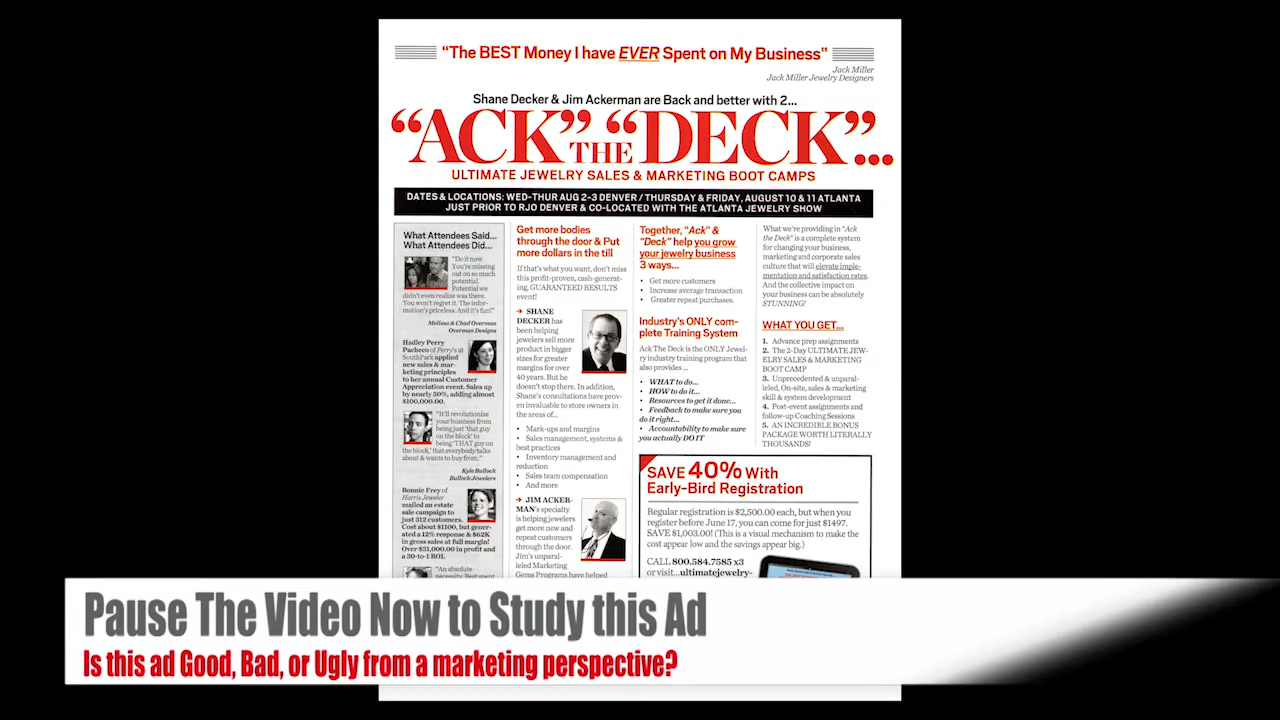 “The BEST Money I have EVER Spent on My Business”
Jack Miller
Jack Miller Jewelry Designers
Shane Decker & Jim Ackerman are Back and better with 2...
“ACK” THE “DECK”...
ULTIMATE JEWELRY SALES & MARKETING BOOT CAMPS
DATES & LOCATIONS: WED-THUR AUG 2-3 DENVER / THURSDAY & FRIDAY, AUGUST 10 & 11 ATLANTA
JUST PRIOR TO RJO DENVER & CO-LOCATED WITH THE ATLANTA JEWELRY SHOW
What Attendees Said...
What Attendees Did...
“Do it now.
You’re missing
out on so much
potential.
Potential we
didn’t even realize was there.
You won’t regret it. The infor-
mation’s priceless. And it’s fun!”
Melissa & Chad Overman
Overman Designs
Hadley Perry
Pacheco of Perry’s at
SouthPark applied
new sales & mar-
keting principles
to her annual Customer
Appreciation event. Sales up
by nearly 50%, adding almost
$100,000.00.
“It’ll revolutionize
your business from
being just ‘that guy
on the block’ to
being ‘THAT guy on
the block,’ that everybody talks
about & wants to buy from.”
Kyle Bullock
Bullock Jewelers
Bonnie Frey of
Harris Jeweler
mailed an estate
sale campaign to
just 312 customers.
Cost about $1100, but gener-
ated a 12% response & $62K
in gross sales at full margin!
Over $31,000.00 in profit and
a 30-to-1 ROI.
“An absolute
necessity. Best spent
Get more bodies
through the door & Put
more dollars in the till
If that’s what you want, don’t miss
this profit-proven, cash-generat-
ing, GUARANTEED RESULTS
event!
➔ SHANE
DECKER has
been helping
jewelers sell more
product in bigger
sizes for greater
margins for over
40 years. But he
doesn’t stop there. In addition,
Shane’s consultations have prov-
en invaluable to store owners in
the areas of...
• Mark-ups and margins
• Sales management, systems &
best practices
• Inventory management and
reduction
• Sales team compensation
• And more
➔ JIM ACKER-
MAN’S specialty
is helping jewelers
get more new and
repeat customers
through the door.
Jim’s unparal-
leled Marketing
Gems Programs have helped
Together, “Ack” &
“Deck” help you grow
your jewelry business
3 ways...
• Get more customers
• Increase average transaction
• Greater repeat purchases.
Industry’s ONLY com-
plete Training System
Ack The Deck is the ONLY Jewel-
ry industry training program that
also provides ...
• WHAT to do...
• HOW to do it...
• Resources to get it done...
• Feedback to make sure you
do it right...
• Accountability to make sure
you actually DO IT
What we’re providing in “Ack
the Deck” is a complete system
for changing your business,
marketing and corporate sales
culture that will elevate imple-
mentation and satisfaction rates.
And the collective impact on
your business can be absolutely
STUNNING!
WHAT YOU GET...
1. Advance prep assignments
2. The 2-Day ULTIMATE JEW-
ELRY SALES & MARKETING
BOOT CAMP
3. Unprecedented & unparal-
leled, On-site, sales & marketing
skill & system development
4. Post-event assignments and
follow-up Coaching Sessions
5. AN INCREDIBLE BONUS
PACKAGE WORTH LITERALLY
THOUSANDS!
SAVE 40% With
Early-Bird Registration
Regular registration is $2,500.00 each, but when you
register before June 17, you can come for just $1497.
SAVE $1,003.00! (This is a visual mechanism to make the
cost appear low and the savings appear big.)
CALL 800.584.7585 x3
or visit...ultimatejewelry-
Pause The Video Now to Study this Ad
Is this ad Good, Bad, or Ugly from a marketing perspective?